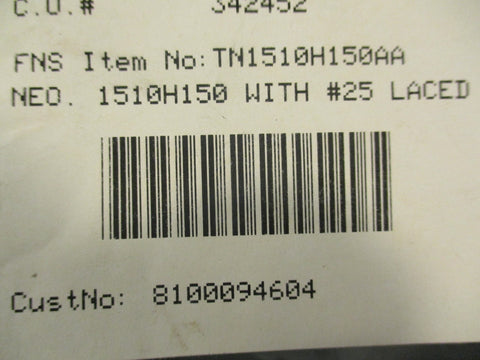 C.O.# 342452
FNS Item No:TN1510H150AA
NEO. 1510H150 WITH #25 LACED
CustNo: 8100094604